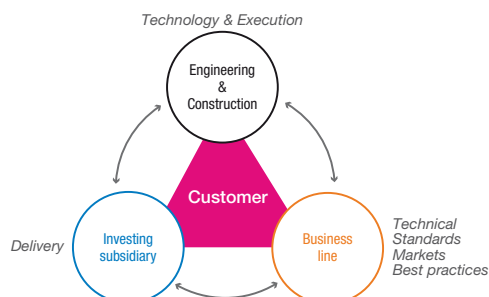 Technology & Execution
Engineering
&
Construction
Customer
Delivery
Investing
subsidiary
Business
line
Technical
Standards
Markets
Best practices